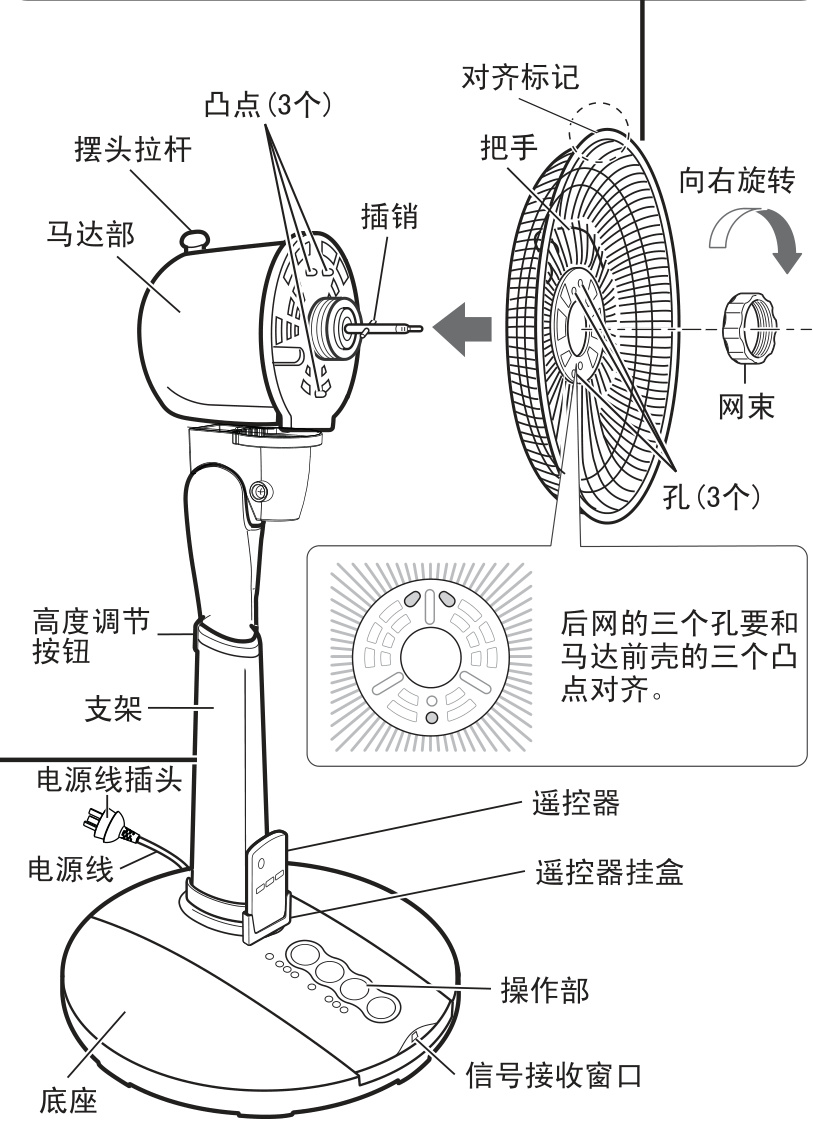 对齐标记
凸点(3个)
把手
摆头拉杆
向右旋转
插销
马达部
网束
孔(3个)
高度调节
按钮
后网的三个孔要和
马达前壳的三个凸
点对齐。
支架
电源线插头
遥控器
电源线
遥控器挂盒
操作部
信号接收窗口
底座